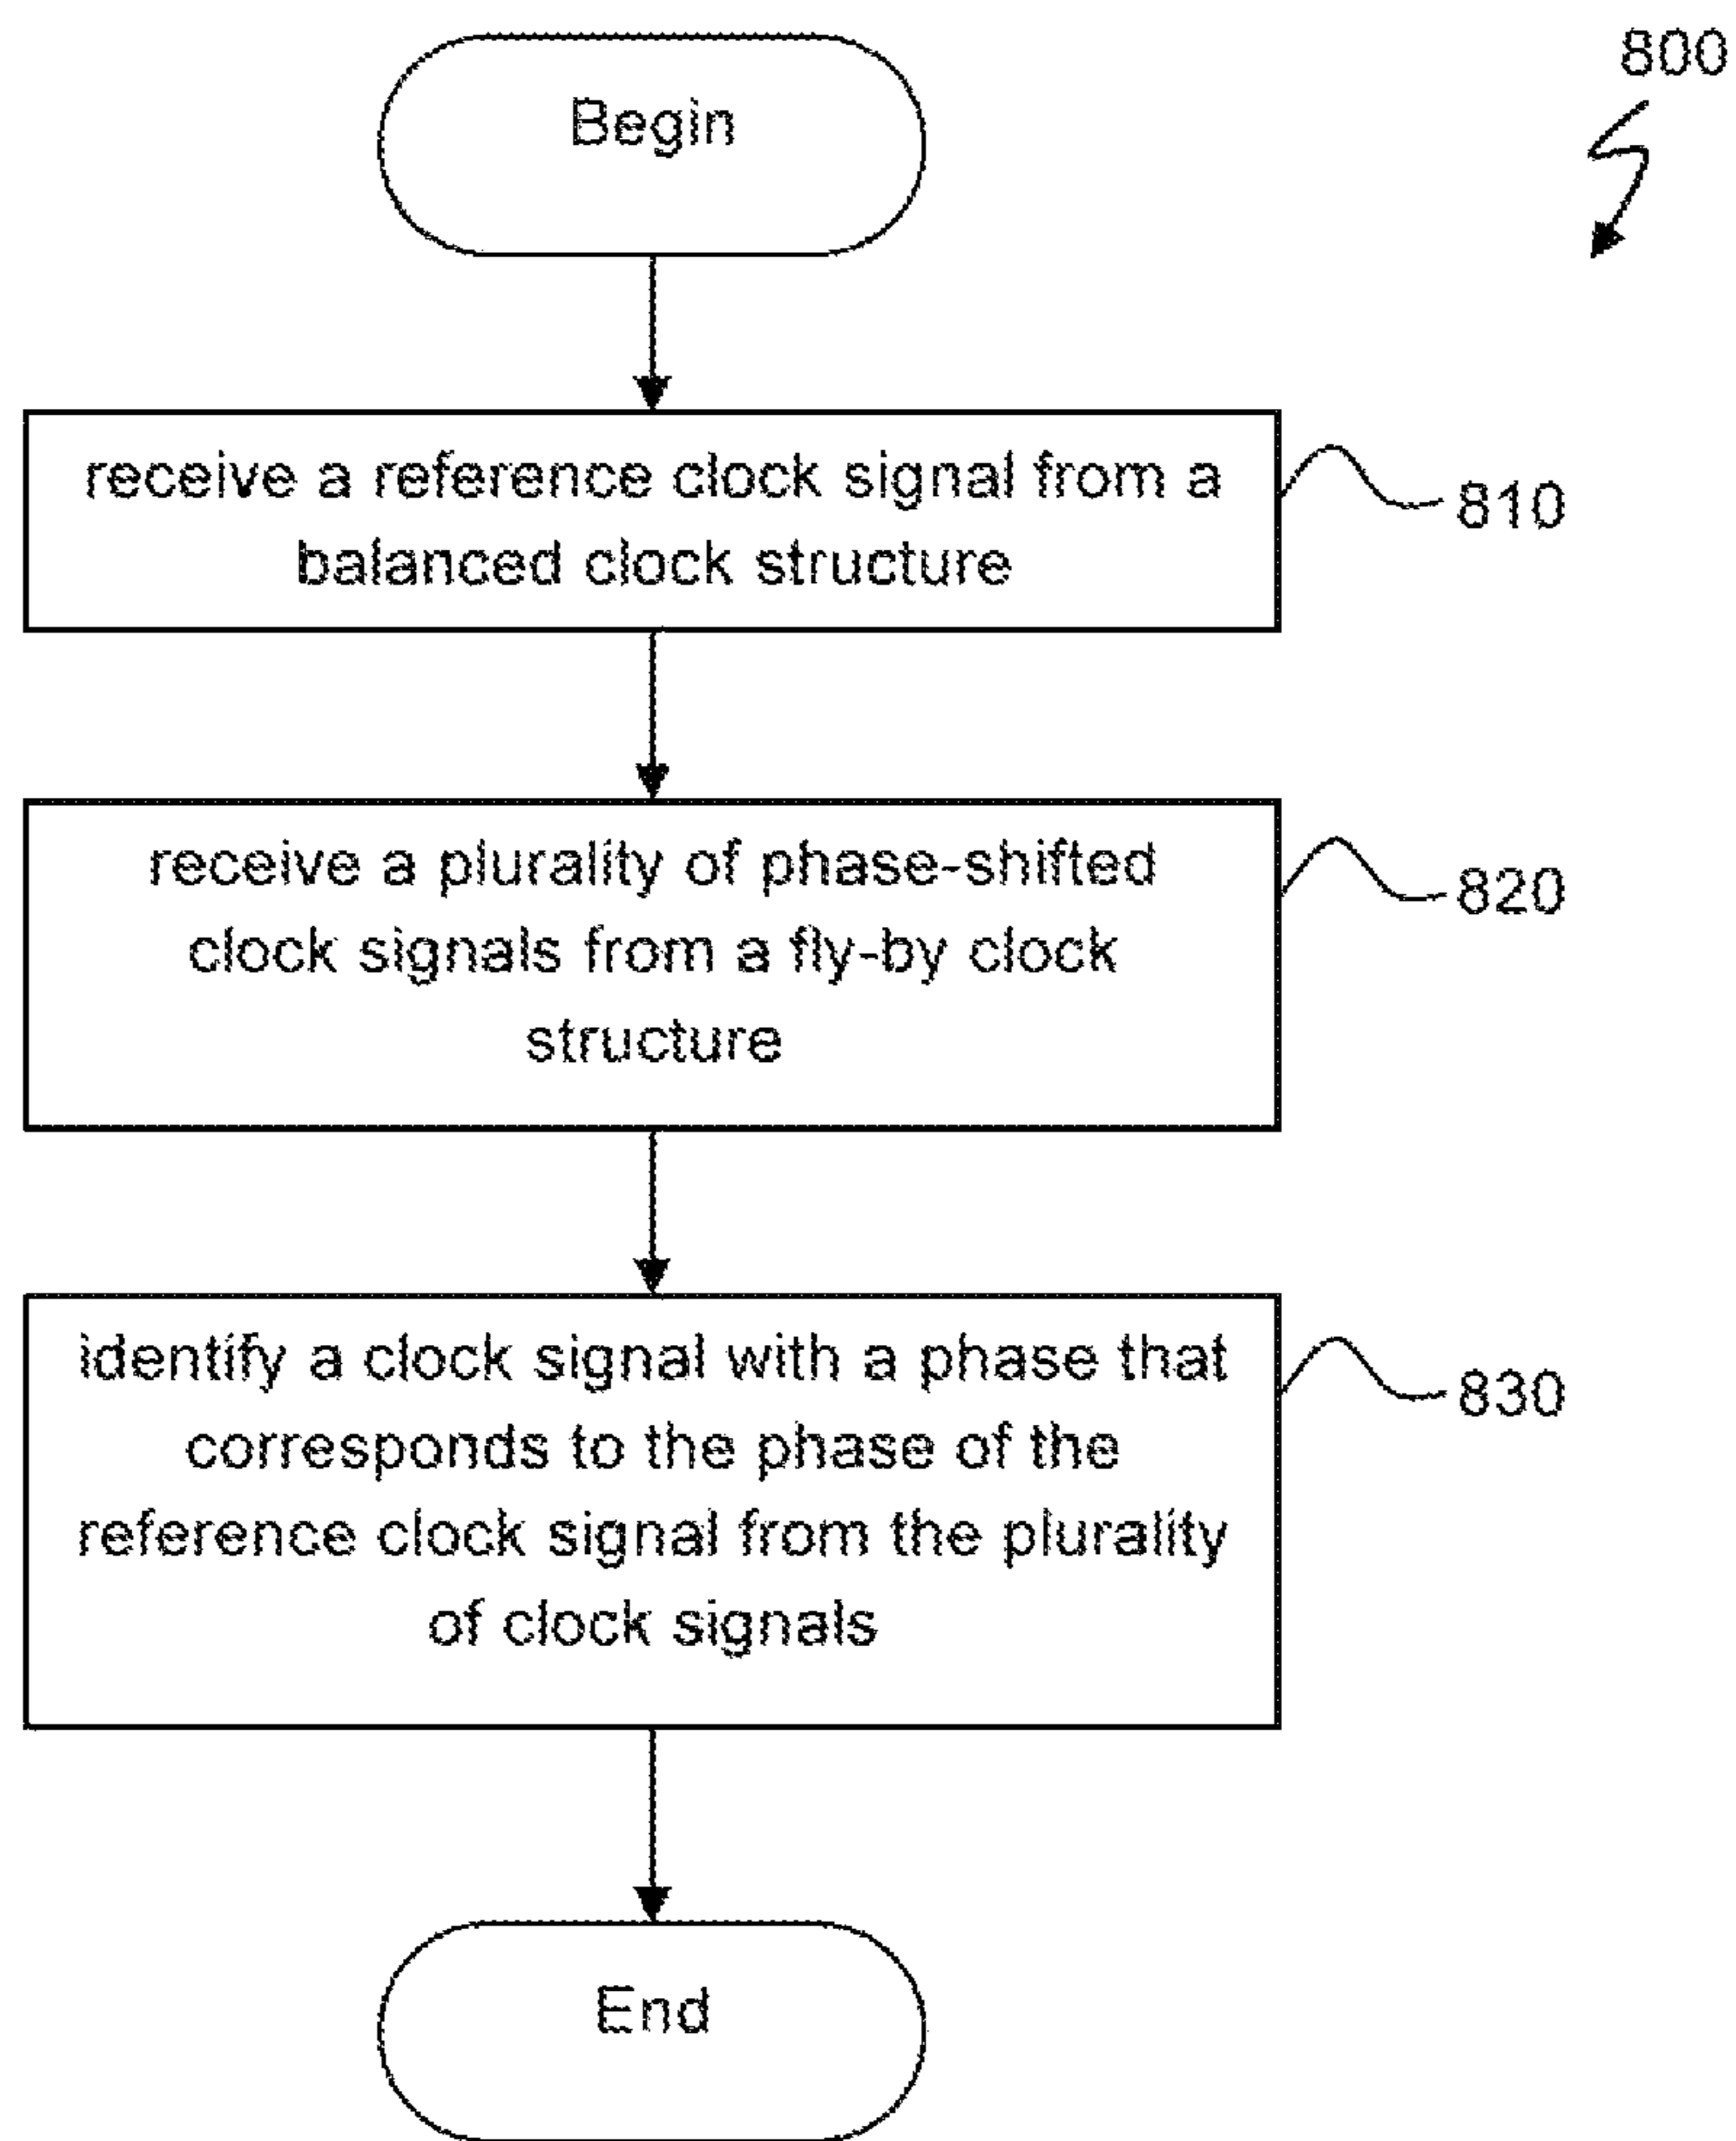 800
Begin
receive a reference clock signal from a
balanced clock structure
810
receive a plurality of phase-shifted
clock signals from a fly-by clock
structure
820
identify a clock signal with a phase that
corresponds to the phase of the
reference clock signal from the plurality
of clock signals
830
End